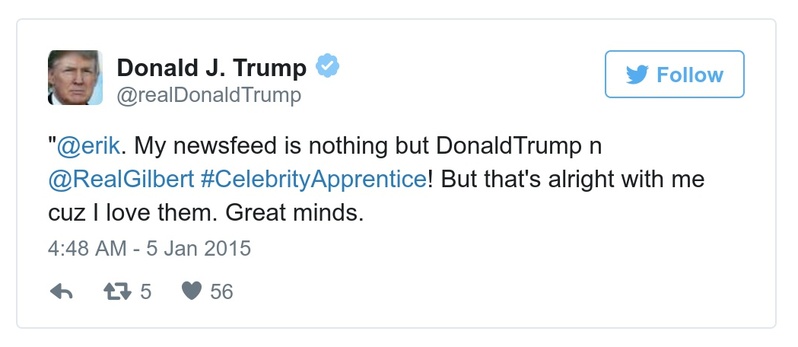 Donald J. Trump
@realDonaldTrump
Follow
"@erik. My newsfeed is nothing but DonaldTrump n
@RealGilbert #CelebrityApprentice! But that's alright with me
cuz I love them. Great minds.
4:48 AM - 5 Jan 2015
5 56